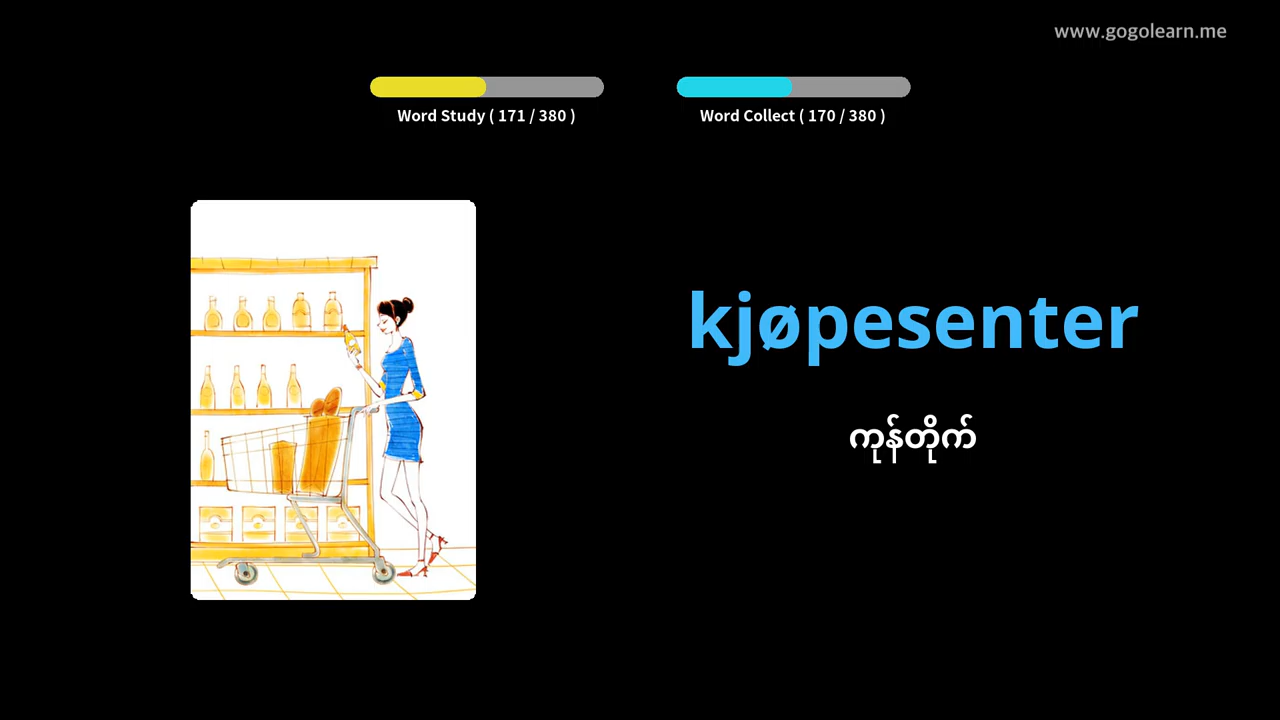 www.gogolearn.me
Word Study ( 171 / 380 )
Word Collect ( 170 / 380 )
kjøpesenter
ကုန်တိုက်